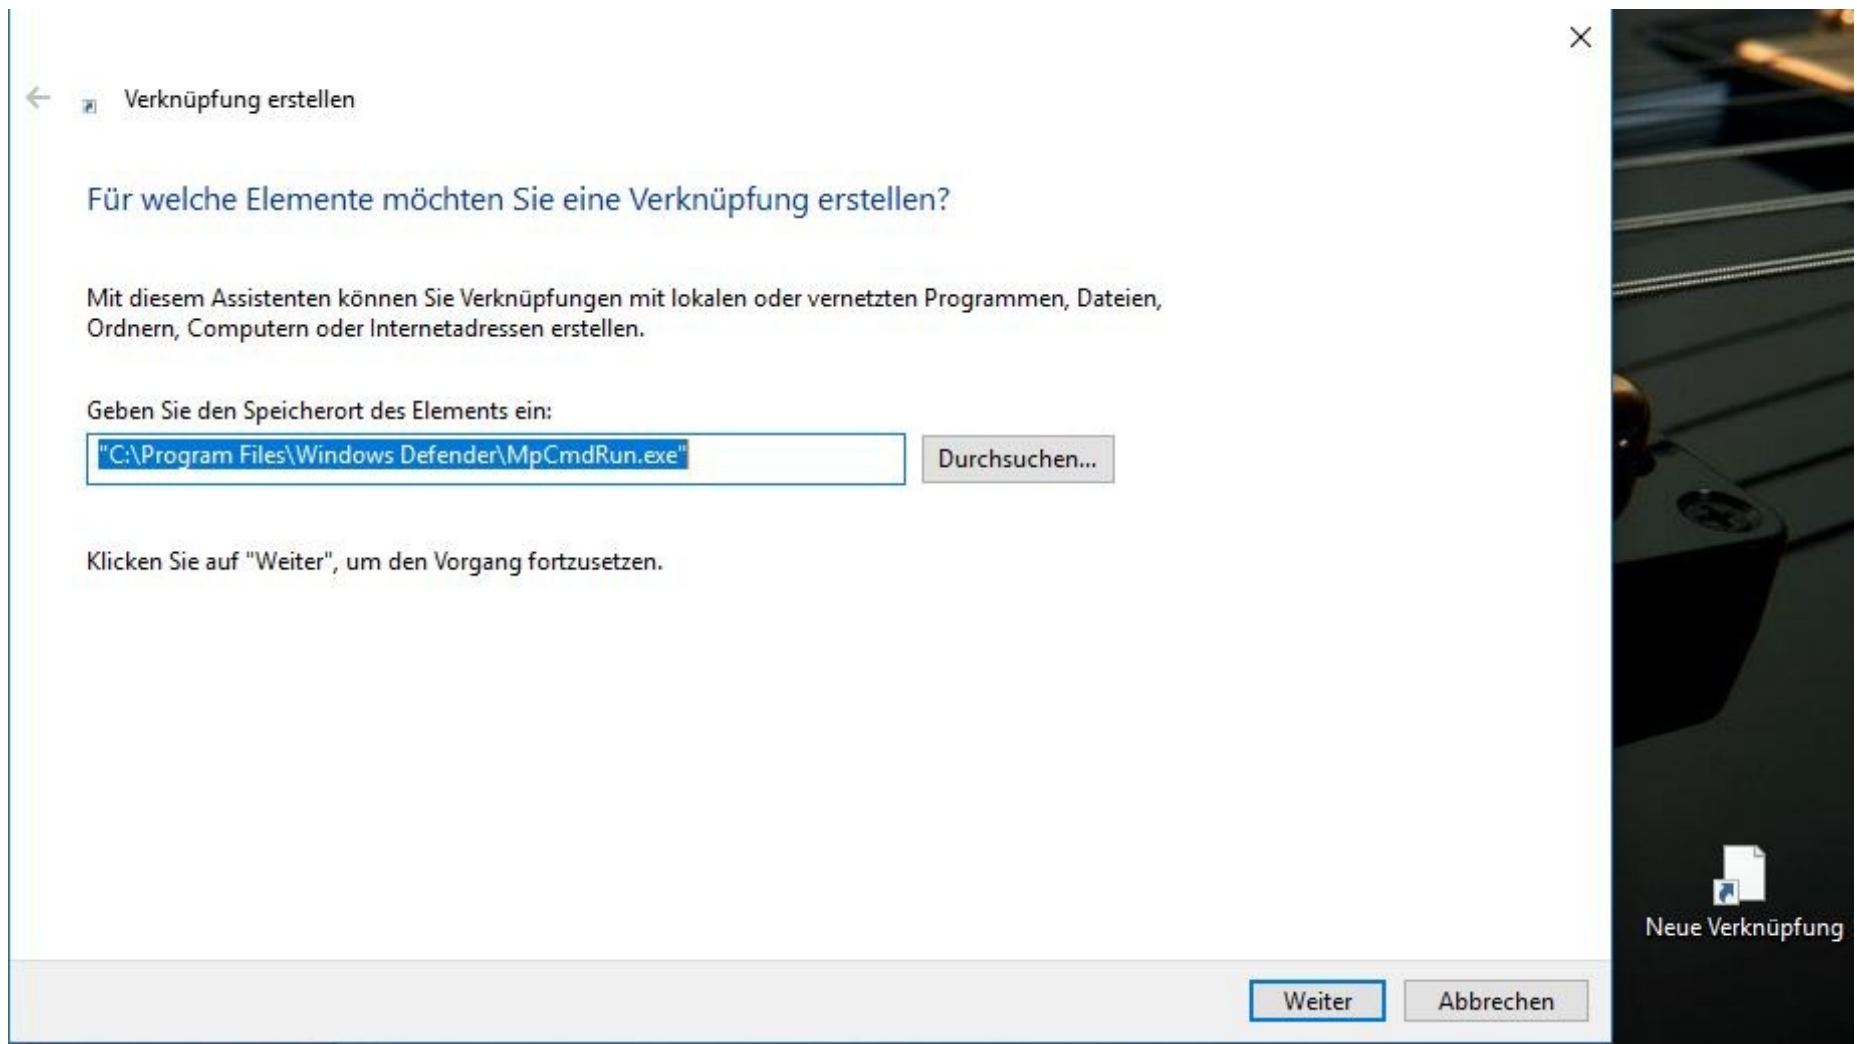 Verknüpfung erstellen
Für welche Elemente möchten Sie eine Verknüpfung erstellen?
Mit diesem Assistenten können Sie Verknüpfungen mit lokalen oder vernetzten Programmen, Dateien,
Ordnern, Computern oder Internetadressen erstellen.
Geben Sie den Speicherort des Elements ein:
"C:\Program Files\Windows Defender\MpCmdRun.exe"
Durchsuchen...
Klicken Sie auf "Weiter", um den Vorgang fortzusetzen.
Neue Verknüpfung
Weiter
Abbrechen